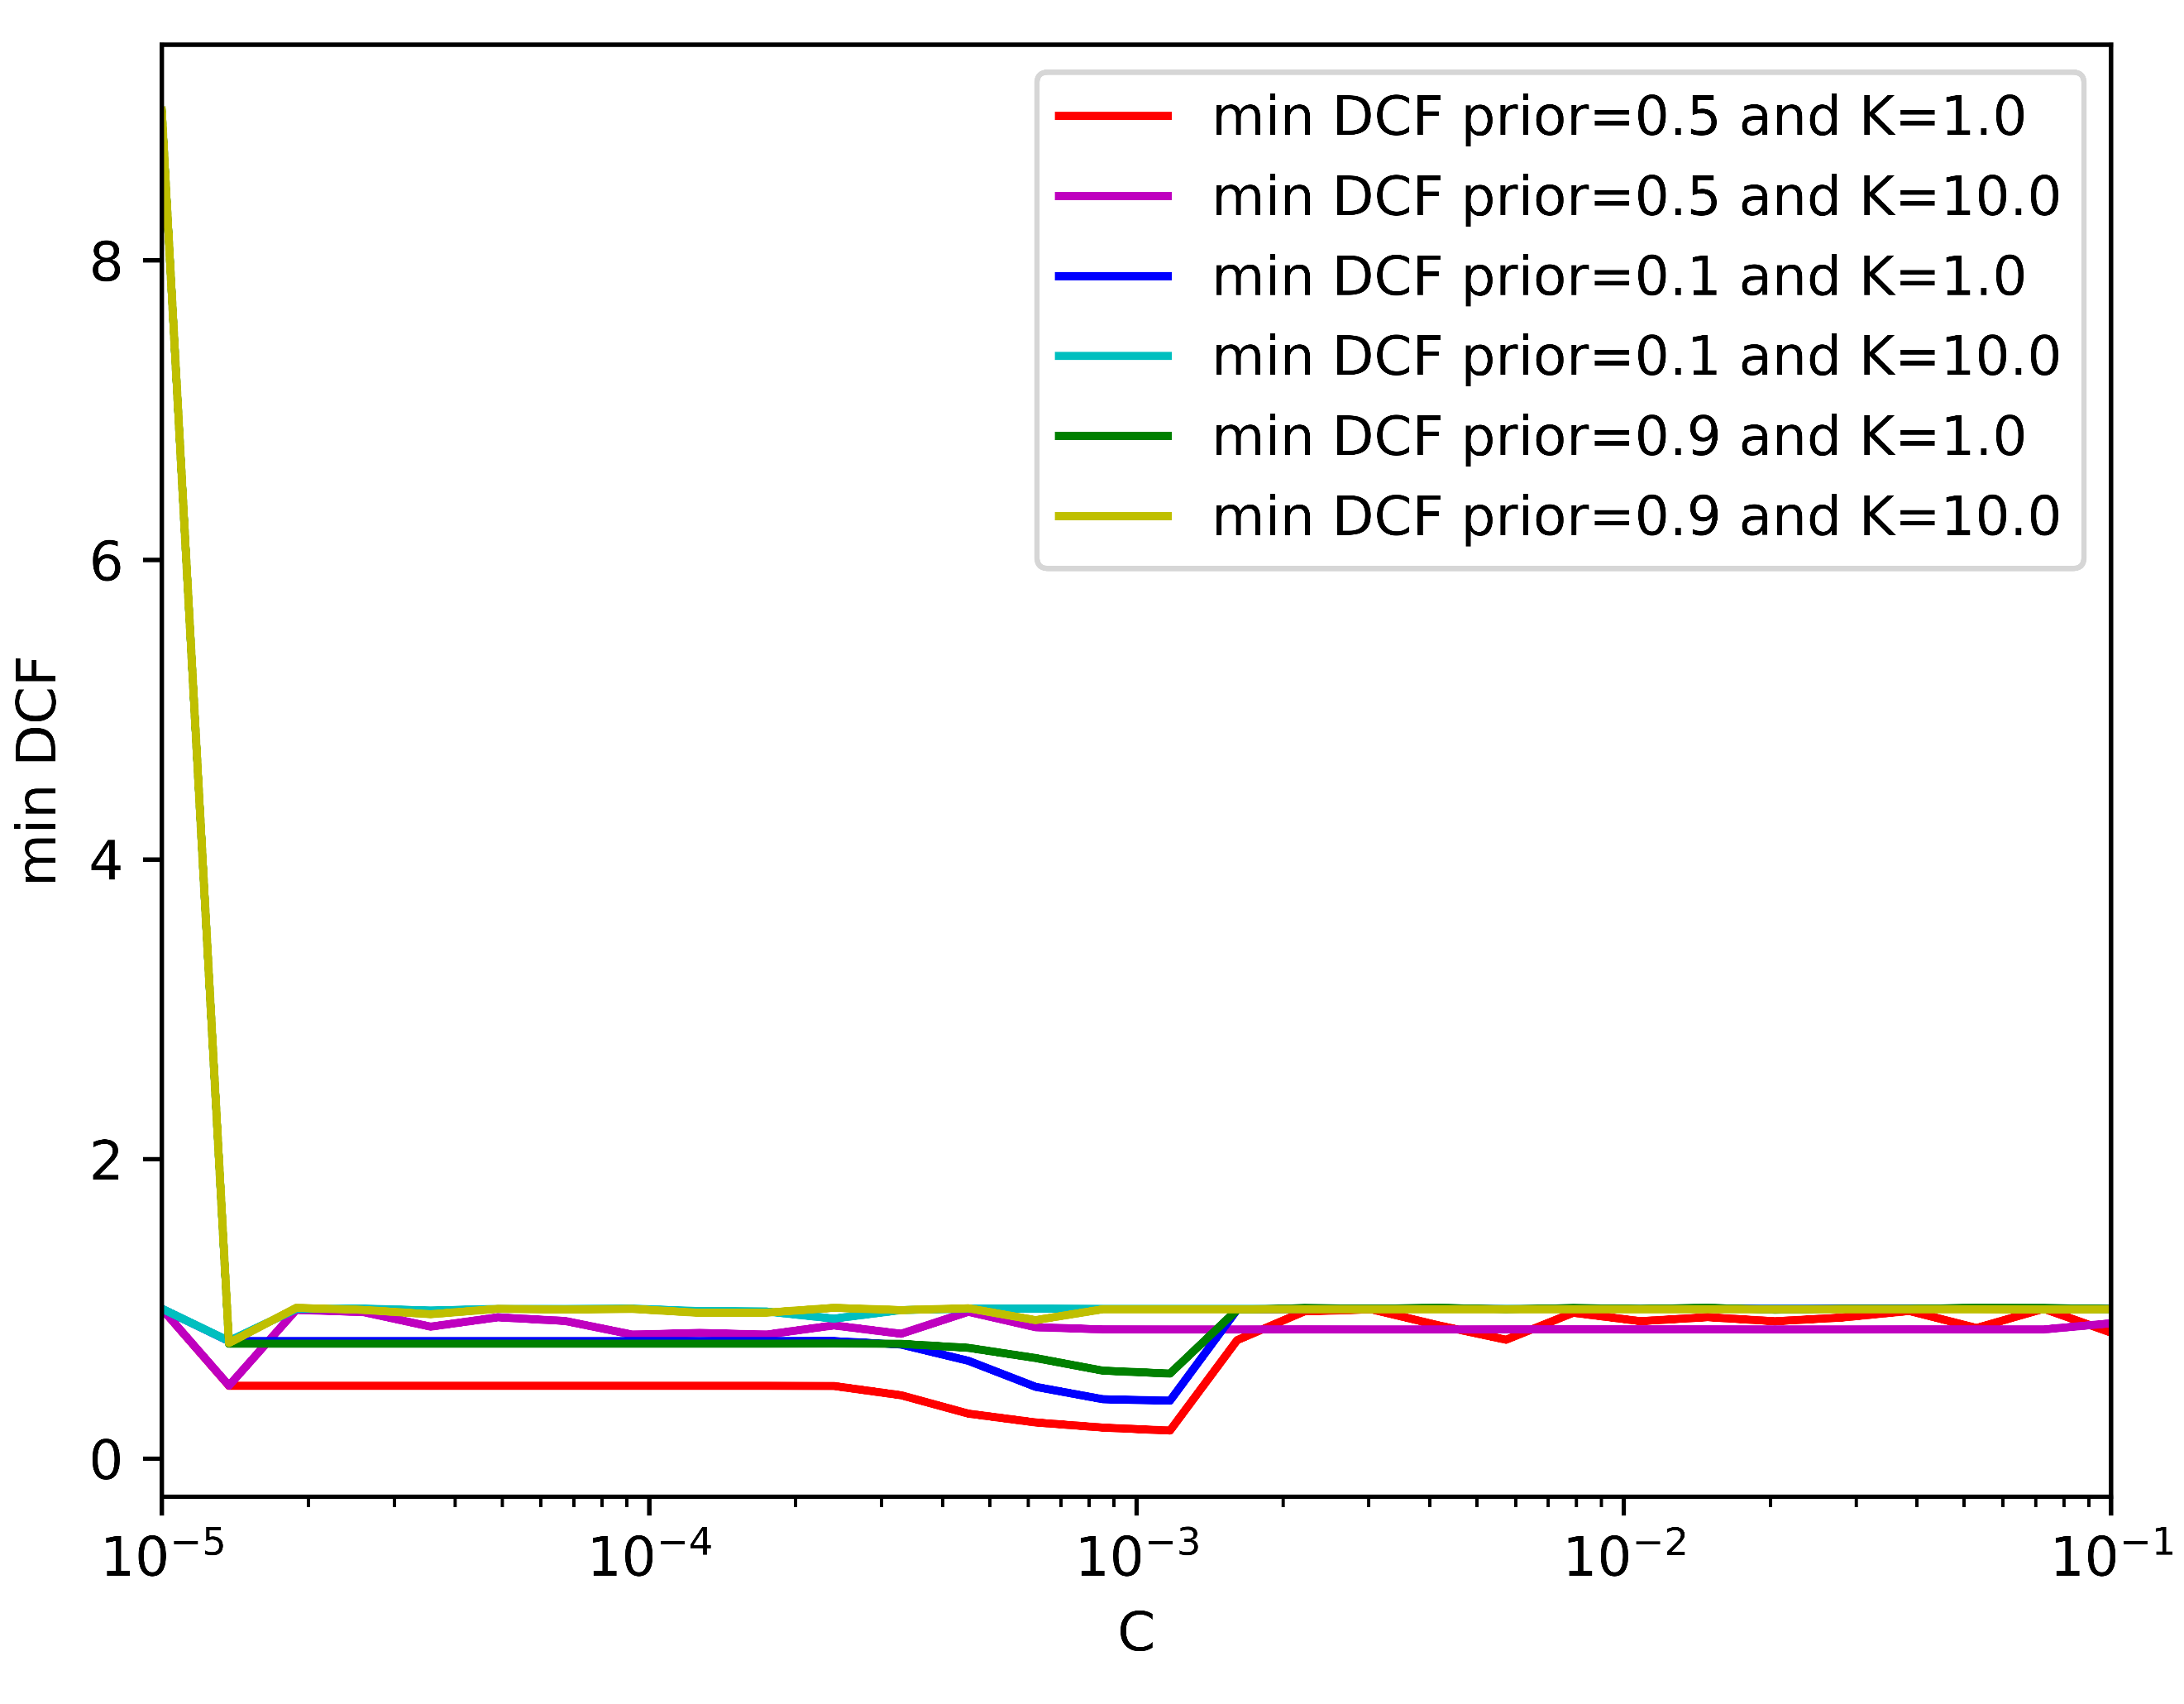 min DCF prior=0.5 and K=1.0
min DCF prior=0.5 and K=10.0
min DCF prior=0.1 and K=1.0
min DCF prior=0.1 and K=10.0
min DCF prior=0.9 and K=1.0
min DCF prior=0.9 and K=10.0
8
6
4
2
0
min DCF
10⁻⁵ 10⁻⁴ 10⁻³ 10⁻² 10⁻¹
C